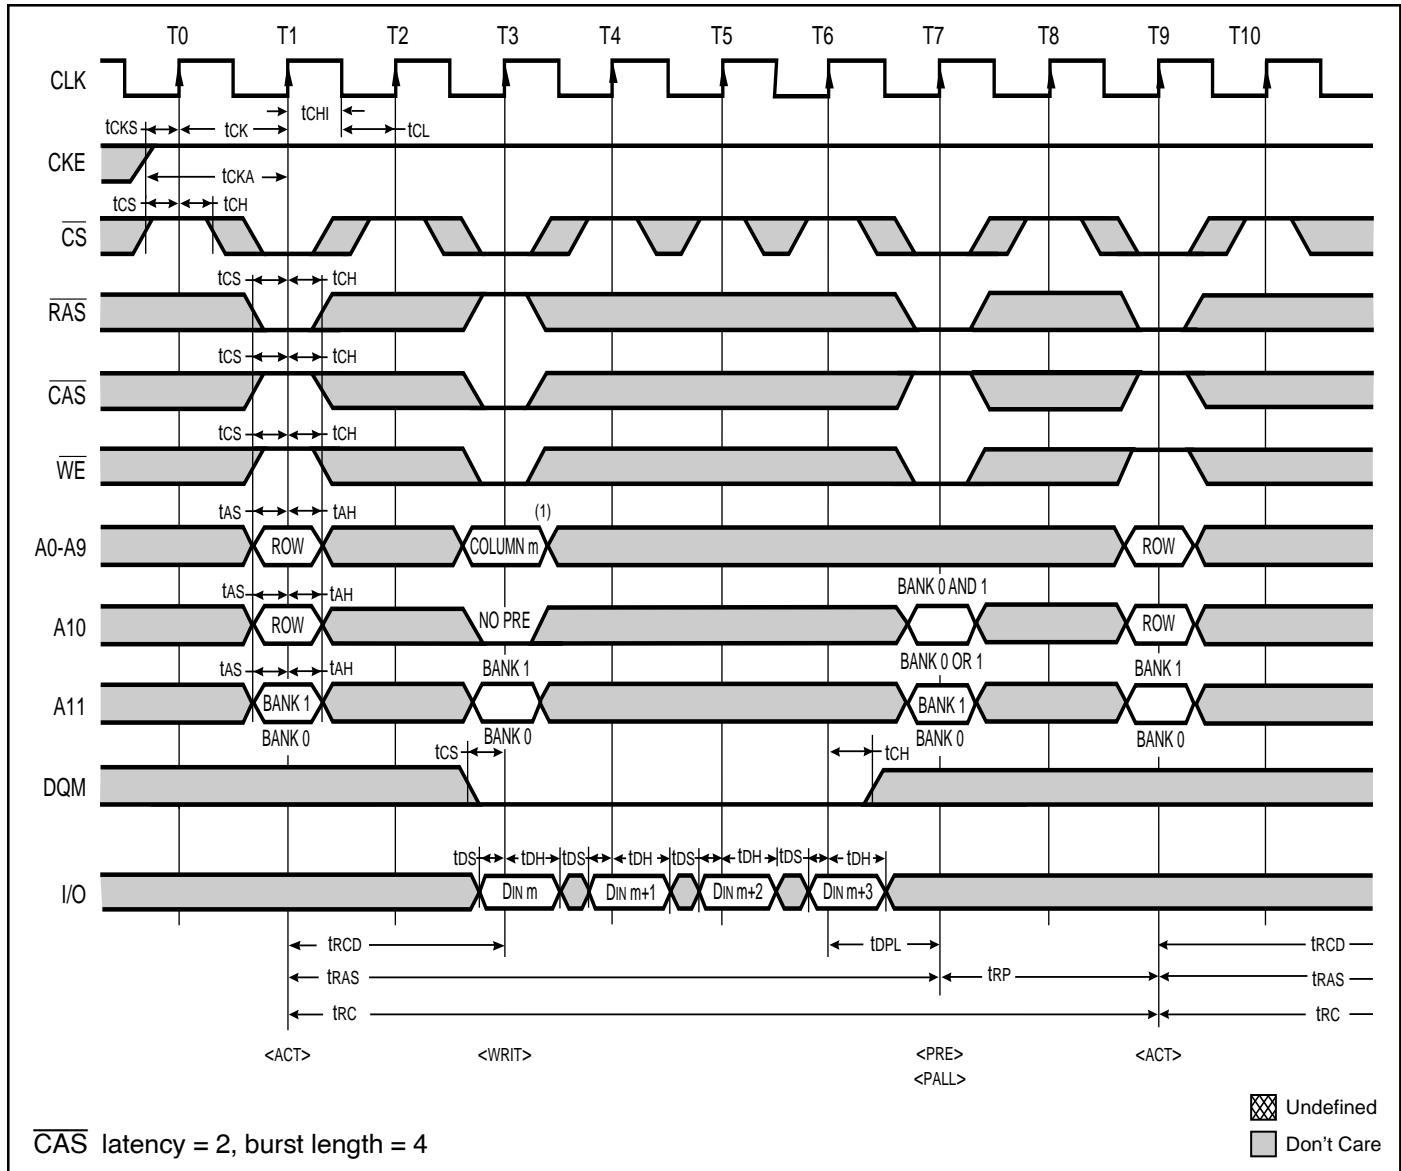 T0 T1 T2 T3 T4 T5 T6 T7 T8 T9 T10
CLK
tCHI
tCKS tCK tCL
CKE
tCKA
tCS tCH
CS
tCS tCH
RAS
tCS tCH
CAS
tCS tCH
WE
tAS tAH (1)
A0-A9 ROW COLUMN m ROW
tAS tAH BANK 0 AND 1
A10 ROW NO PRE ROW
tAS tAH BANK 1 BANK 0 OR 1 BANK 1
A11 BANK 1 BANK 1
BANK 0 BANK 0 BANK 0 BANK 0
tCS tCH
DQM
tDS tDH tDS tDH tDS tDH tDS tDH
I/O DIN m DIN m+1 DIN m+2 DIN m+3
tRCD tDPL tRCD
tRAS tRP tRAS
tRC tRC
<ACT> <WRIT> <PRE> <ACT>
<PALL>
Undefined
CAS latency = 2, burst length = 4 Don't Care